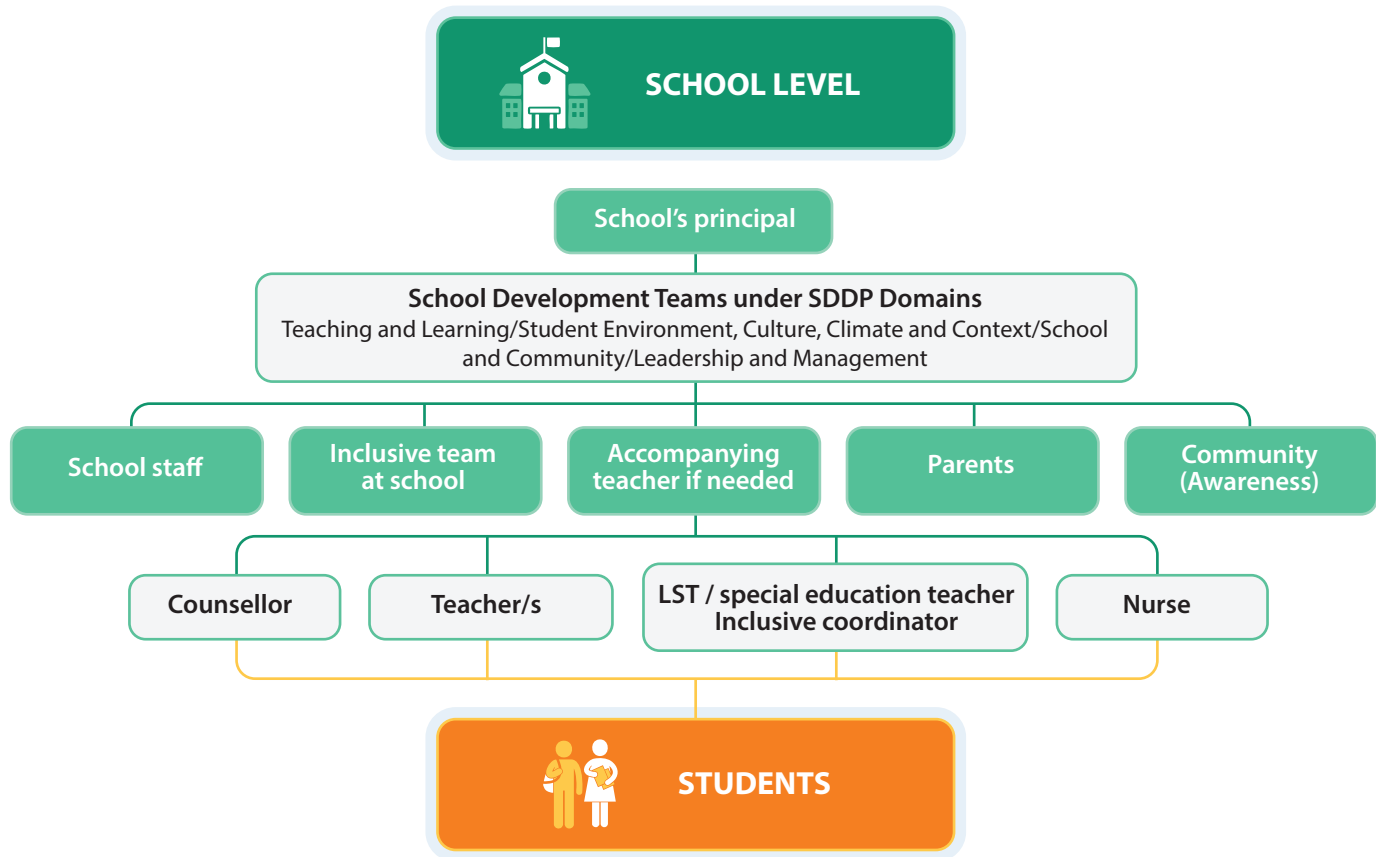 SCHOOL LEVEL
School's principal
School Development Teams under SDDP Domains
Teaching and Learning/Student Environment, Culture, Climate and Context/School
and Community/Leadership and Management
School staff
Inclusive team
at school
Accompanying
teacher if needed
Parents
Community
(Awareness)
Counsellor
Teacher/s
LST / special education teacher
Inclusive coordinator
Nurse
STUDENTS